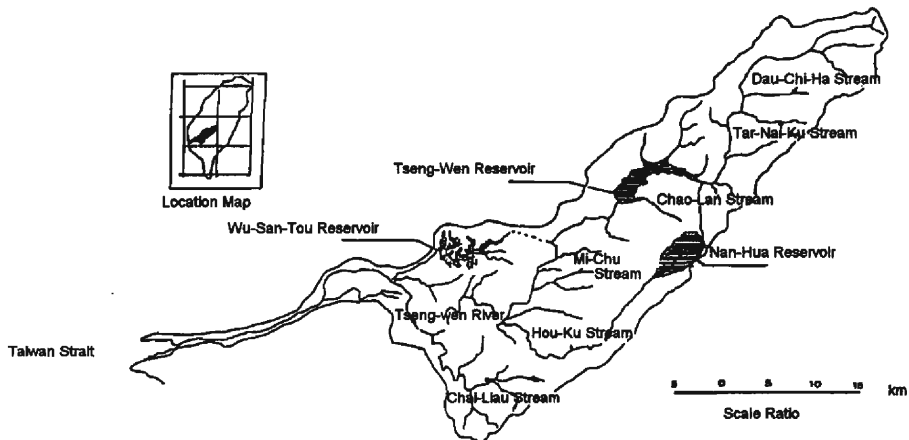 Dau-Chi-Ha Stream
Tar-Nai-Ku Stream
Tseng-Wen Reservoir
Chao-Lan Stream
Location Map
Wu-San-Tou Reservoir
Nan-Hua Reservoir
Mi-Chu
Stream
Tseng-wen River
Hou-Ku Stream
Taiwan Strait
Chai-Liau Stream
5 0 5 10 15 km
Scale Ratio